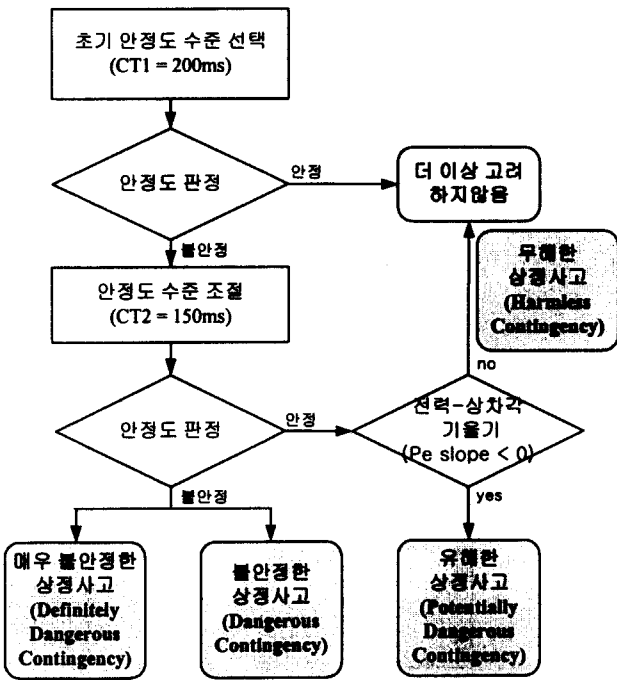 초기 안정도 수준 선택
(CT1 = 200ms)
안정도 판정
안정
더 이상 고려
하지않음
불안정
무해한
상정사고
(Harmless
Contingency)
안정도 수준 조절
(CT2 = 150ms)
no
안정도 판정
안정
전력-상차각
기울기
(Pe slope < 0)
불안정
yes
매우 불안정한
상정사고
(Definitely
Dangerous
Contingency)
불안정한
상정사고
(Dangerous
Contingency)
유해한
상정사고
(Potentially
Dangerous
Contingency)